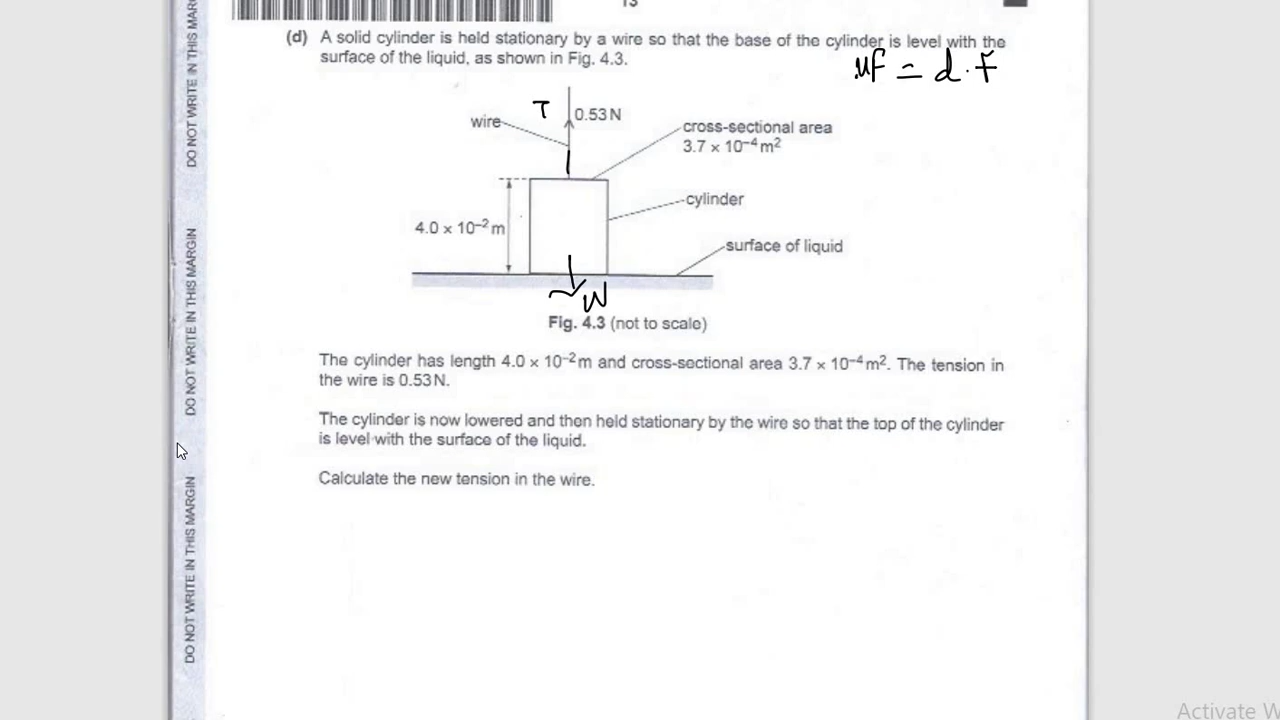 13
(d) A solid cylinder is held stationary by a wire so that the base of the cylinder is level with the
surface of the liquid, as shown in Fig. 4.3.
uf = d.F
T
0.53 N
wire
cross-sectional area
3.7 × 10⁻⁴ m²
cylinder
4.0 × 10⁻² m
surface of liquid
W
Fig. 4.3 (not to scale)
The cylinder has length 4.0 × 10⁻² m and cross-sectional area 3.7 × 10⁻⁴ m². The tension in
the wire is 0.53 N.
The cylinder is now lowered and then held stationary by the wire so that the top of the cylinder
is level with the surface of the liquid.
Calculate the new tension in the wire.
DO NOT WRITE IN THIS MARGIN
DO NOT WRITE IN THIS MARGIN
DO NOT WRITE IN THIS MAR
Activate W